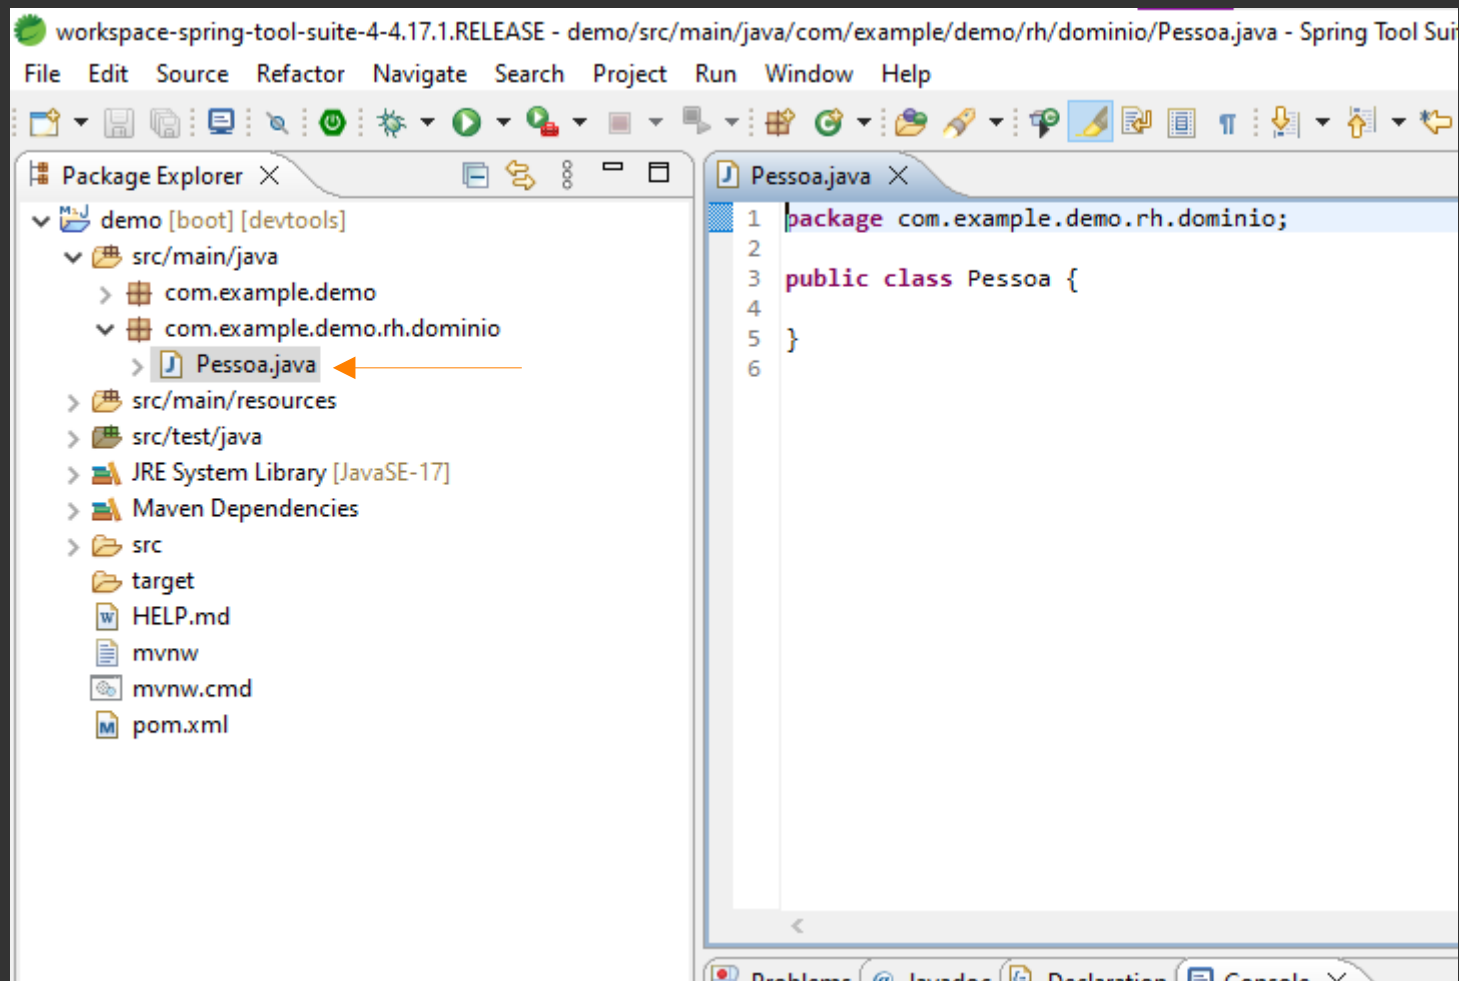 workspace-spring-tool-suite-4-4.17.1.RELEASE - demo/src/main/java/com/example/demo/rh/dominio/Pessoa.java - Spring Tool
File Edit Source Refactor Navigate Search Project Run Window Help
Package Explorer
demo [boot] [devtools]
src/main/java
com.example.demo
com.example.demo.rh.dominio
Pessoa.java
src/main/resources
src/test/java
JRE System Library [JavaSE-17]
Maven Dependencies
src
target
HELP.md
mvnw
mvnw.cmd
pom.xml
Pessoa.java
1 package com.example.demo.rh.dominio;
2
3 public class Pessoa {
4
5 }
6
Problems @ Javadoc Declaration Console